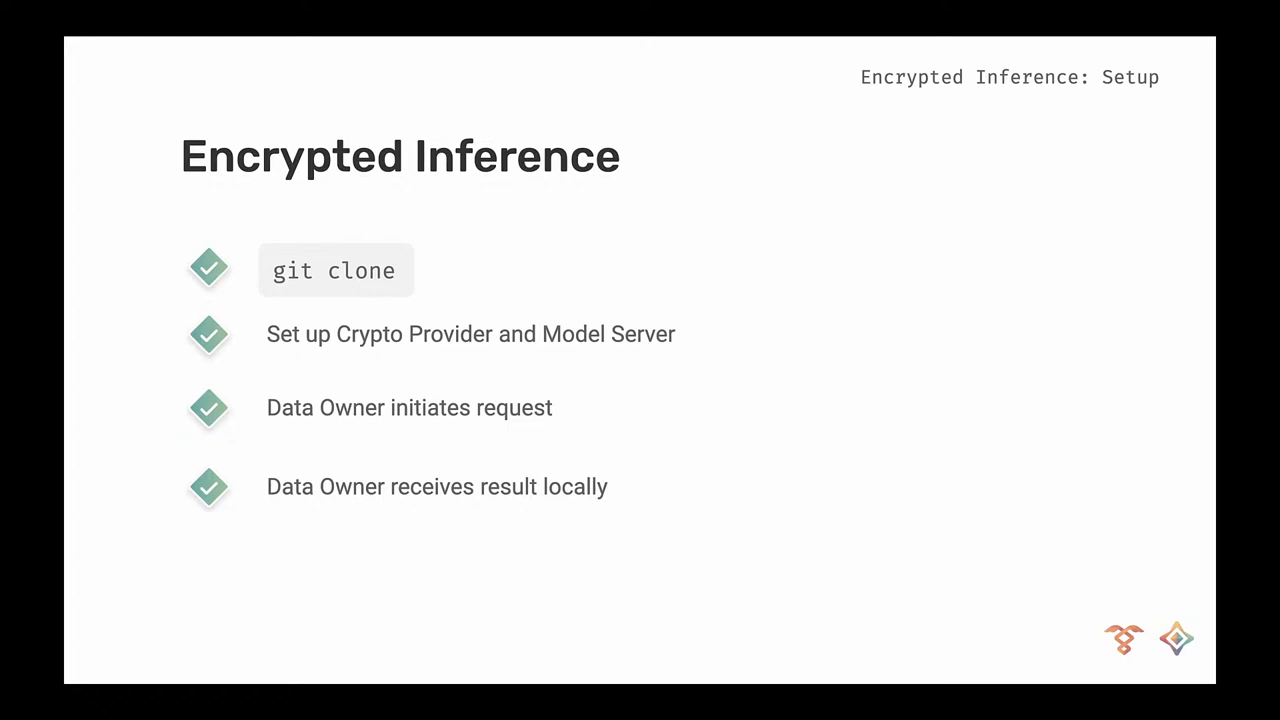 Encrypted Inference: Setup
Encrypted Inference
git clone
Set up Crypto Provider and Model Server
Data Owner initiates request
Data Owner receives result locally